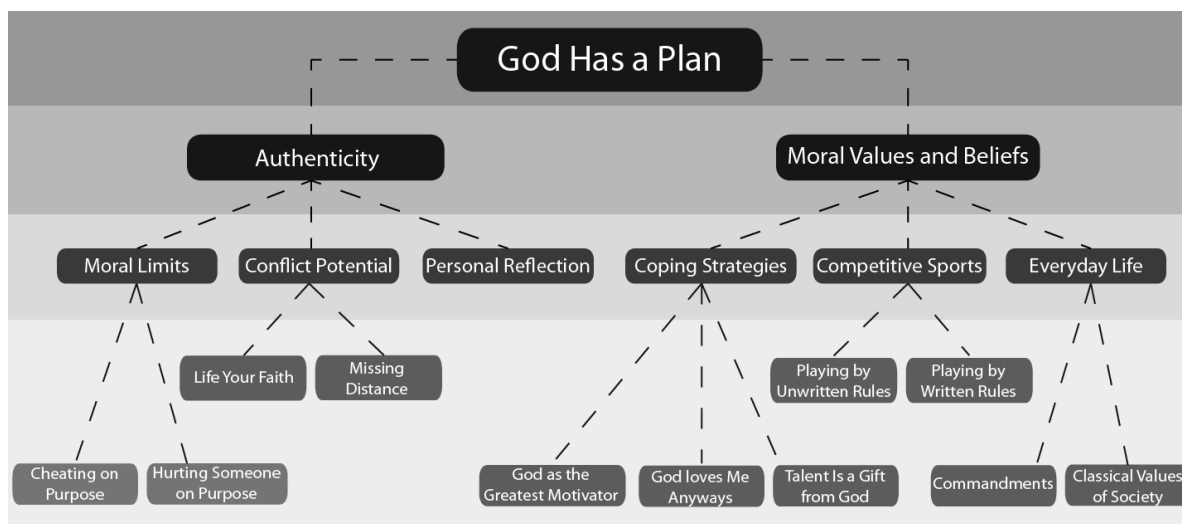 God Has a Plan
Authenticity
Moral Values and Beliefs
Moral Limits
Conflict Potential
Personal Reflection
Coping Strategies
Competitive Sports
Everyday Life
Life Your Faith
Missing
Distance
Playing by
Unwritten Rules
Playing by
Written Rules
Cheating on
Purpose
Hurting Someone
on Purpose
God as the
Greatest Motivator
God loves Me
Anyways
Talent Is a Gift
from God
Commandments
Classical Values
of Society